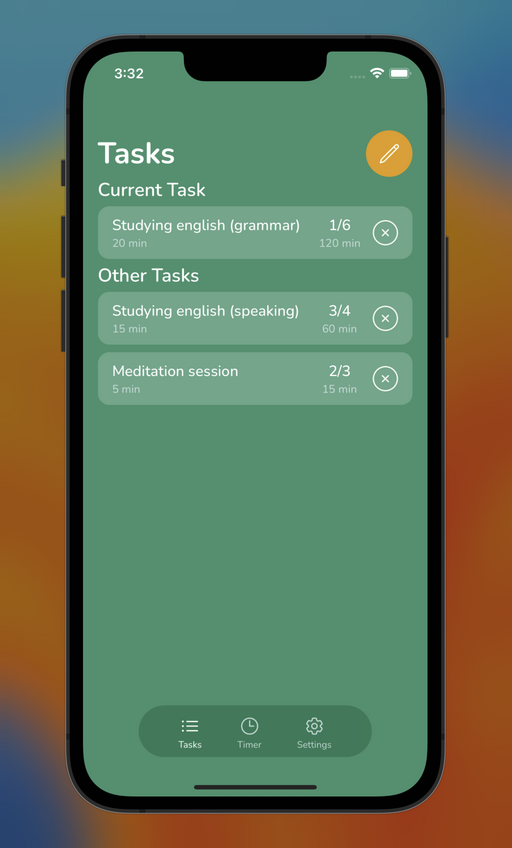 3:32
Tasks
Current Task
Studying english (grammar) 1/6
20 min 120 min
Other Tasks
Studying english (speaking) 3/4
15 min 60 min
Meditation session 2/3
5 min 15 min
Tasks Timer Settings